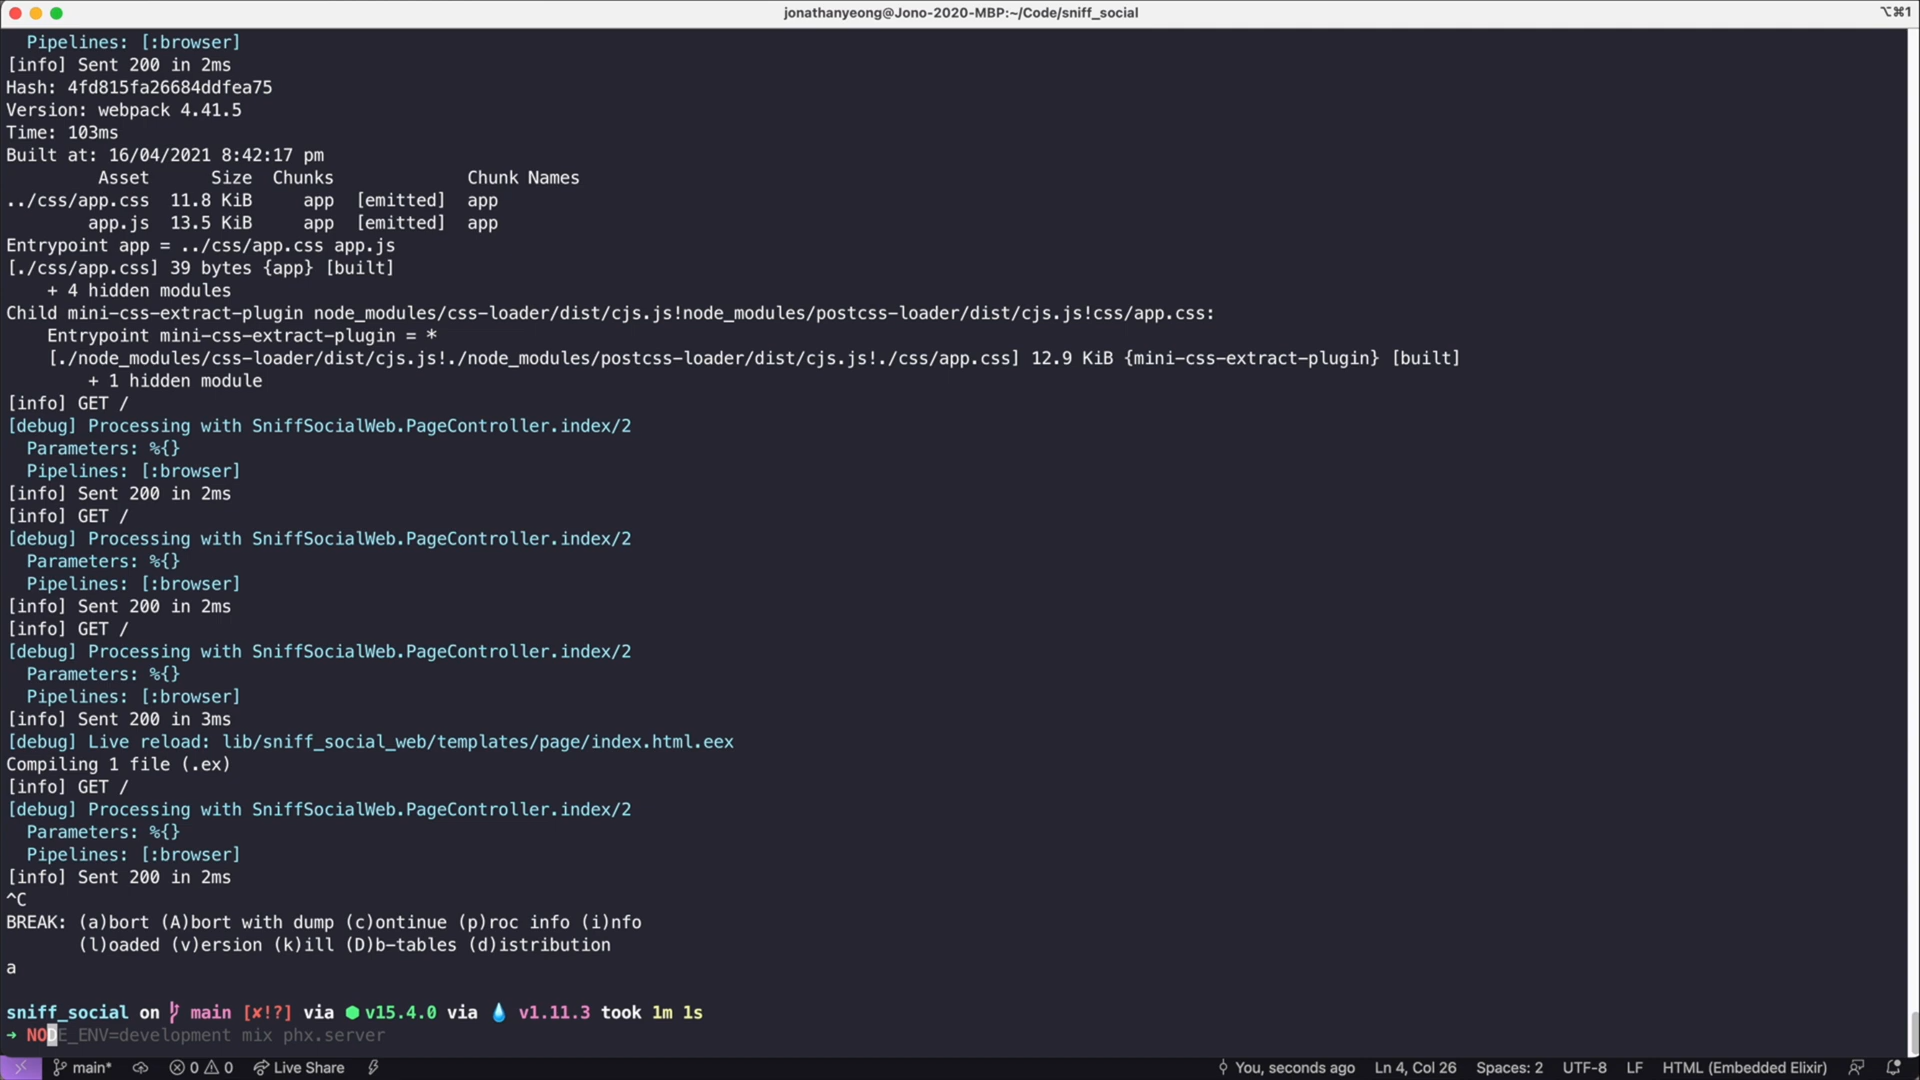 jonathanyeong@Jono-2020-MBP:~/Code/sniff_social
⌥⌘1
Pipelines: [:browser]
[info] Sent 200 in 2ms
Hash: 4fd815fa26684ddfea75
Version: webpack 4.41.5
Time: 103ms
Built at: 16/04/2021 8:42:17 pm
Asset Size Chunks Chunk Names
../css/app.css 11.8 KiB app [emitted] app
app.js 13.5 KiB app [emitted] app
Entrypoint app = ../css/app.css app.js
[./css/app.css] 39 bytes {app} [built]
+ 4 hidden modules
Child mini-css-extract-plugin node_modules/css-loader/dist/cjs.js!node_modules/postcss-loader/dist/cjs.js!css/app.css:
Entrypoint mini-css-extract-plugin = *
[./node_modules/css-loader/dist/cjs.js!./node_modules/postcss-loader/dist/cjs.js!./css/app.css] 12.9 KiB {mini-css-extract-plugin} [built]
+ 1 hidden module
[info] GET /
[debug] Processing with SniffSocialWeb.PageController.index/2
Parameters: %{}
Pipelines: [:browser]
[info] Sent 200 in 2ms
[info] GET /
[debug] Processing with SniffSocialWeb.PageController.index/2
Parameters: %{}
Pipelines: [:browser]
[info] Sent 200 in 2ms
[info] GET /
[debug] Processing with SniffSocialWeb.PageController.index/2
Parameters: %{}
Pipelines: [:browser]
[info] Sent 200 in 3ms
[debug] Live reload: lib/sniff_social_web/templates/page/index.html.eex
Compiling 1 file (.ex)
[info] GET /
[debug] Processing with SniffSocialWeb.PageController.index/2
Parameters: %{}
Pipelines: [:browser]
[info] Sent 200 in 2ms
^C
BREAK: (a)bort (A)bort with dump (c)ontinue (p)roc info (i)nfo
(l)oaded (v)ersion (k)ill (D)b-tables (d)istribution
a
sniff_social on main [✘!?] via ⬢ v15.4.0 via 💧 v1.11.3 took 1m 1s
➜ NODE_ENV=development mix phx.server
main* 0 0 Live Share You, seconds ago Ln 4, Col 26 Spaces: 2 UTF-8 LF HTML (Embedded Elixir)